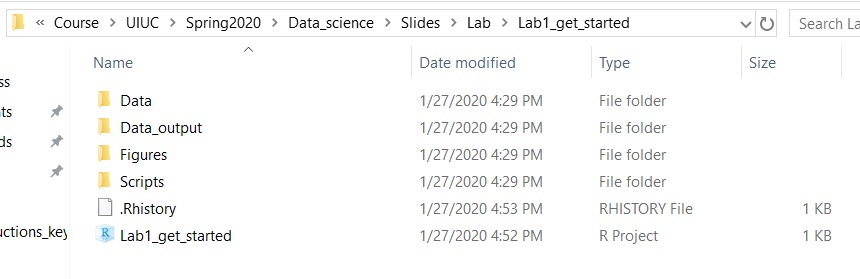 « Course > UIUC > Spring2020 > Data_science > Slides > Lab > Lab1_get_started
Search La
Name Date modified Type Size
ss
ts
ds
uctions_key
Data 1/27/2020 4:29 PM File folder
Data_output 1/27/2020 4:29 PM File folder
Figures 1/27/2020 4:29 PM File folder
Scripts 1/27/2020 4:29 PM File folder
.Rhistory 1/27/2020 4:53 PM RHISTORY File 1 KB
Lab1_get_started 1/27/2020 4:52 PM R Project 1 KB